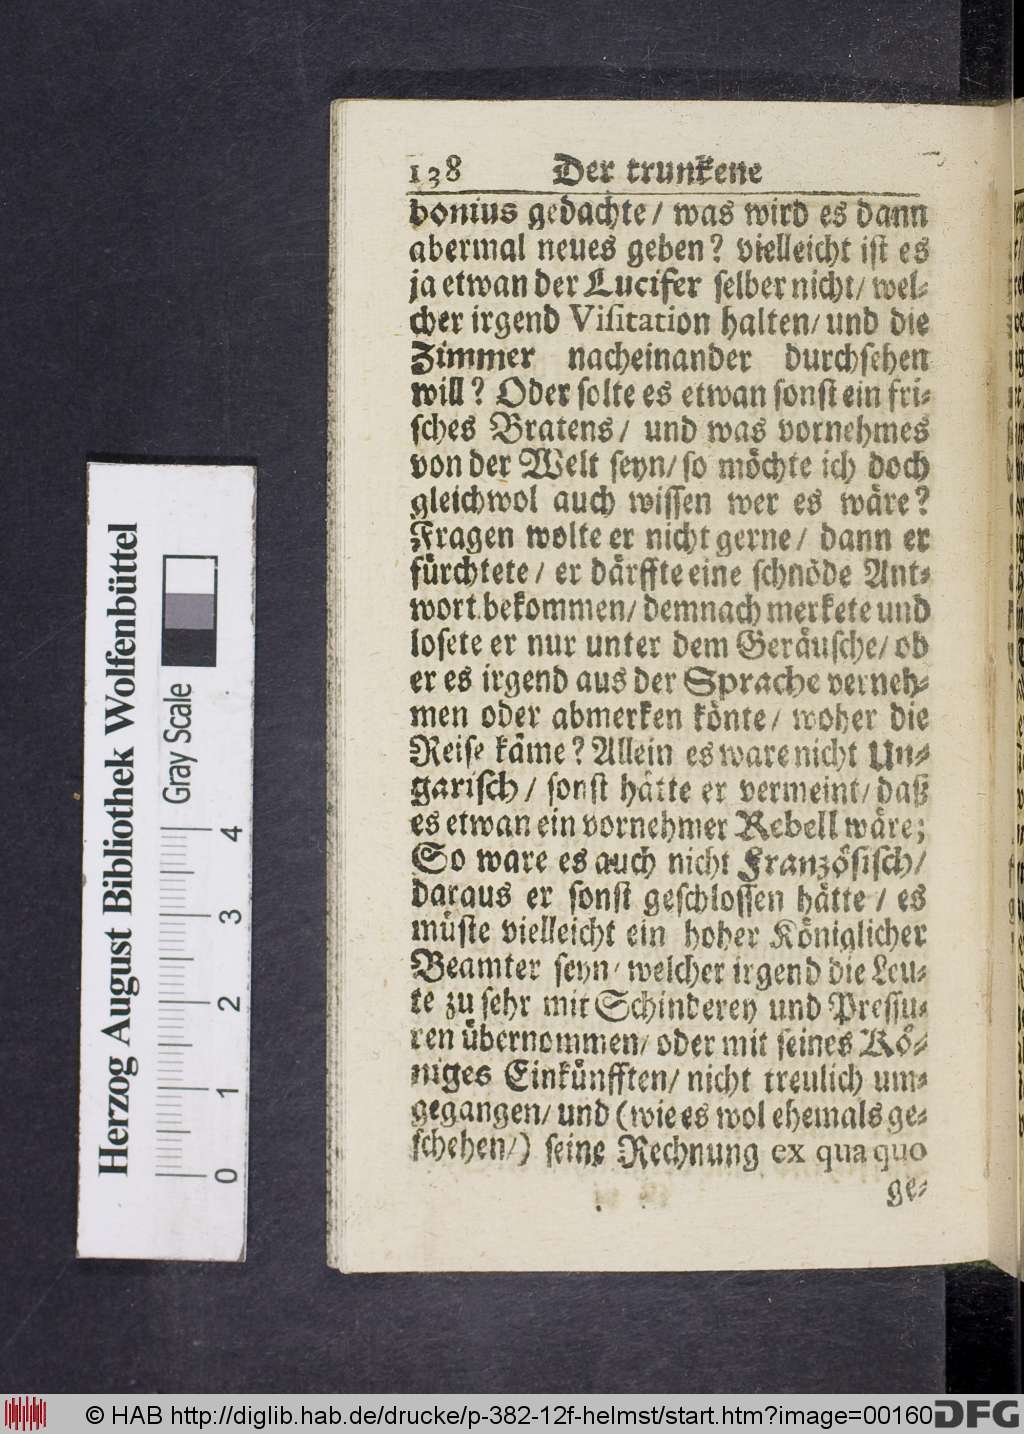 138 Der trunkene
bonius gedachte / was wird es dann
abermal neues geben? vielleicht ist es
ja etwan der Lucifer selber nicht / wel-
cher irgend Visitation halten / und die
Zimmer nacheinander durchsehen
will? Oder solte es etwan sonst ein fri-
sches Bratens / und was vornehmes
von der Welt seyn / so möchte ich doch
gleichwol auch wissen wer es wäre?
Fragen wolte er nicht gerne / dann er
fürchtete / er därffte eine schnöde Ant-
wort bekommen / demnach merkete und
losete er nur unter dem Geräusche / ob
er es irgend aus der Sprache verneh-
men oder abmerken könte / woher die
Reise käme? Allein es ware nicht Un-
garisch / sonst hätte er vermeint / daß
es etwan ein vornehmer Rebell wäre;
So ware es auch nicht Französisch /
daraus er sonst geschlossen hätte / es
müste vielleicht ein hoher Königlicher
Beamter seyn / welcher irgend die Leu-
te zu sehr mit Schinderey und Pressu-
ren übernommen / oder mit seines Kö-
niges Einkünfften / nicht treulich um-
gegangen / und (wie es wol ehemals ge-
schehen /) seine Rechnung ex qua quo
ge-
Herzog August Bibliothek Wolfenbüttel
Gray Scale
0 1 2 3 4
© HAB http://diglib.hab.de/drucke/p-382-12f-helmst/start.htm?image=00160
DFG